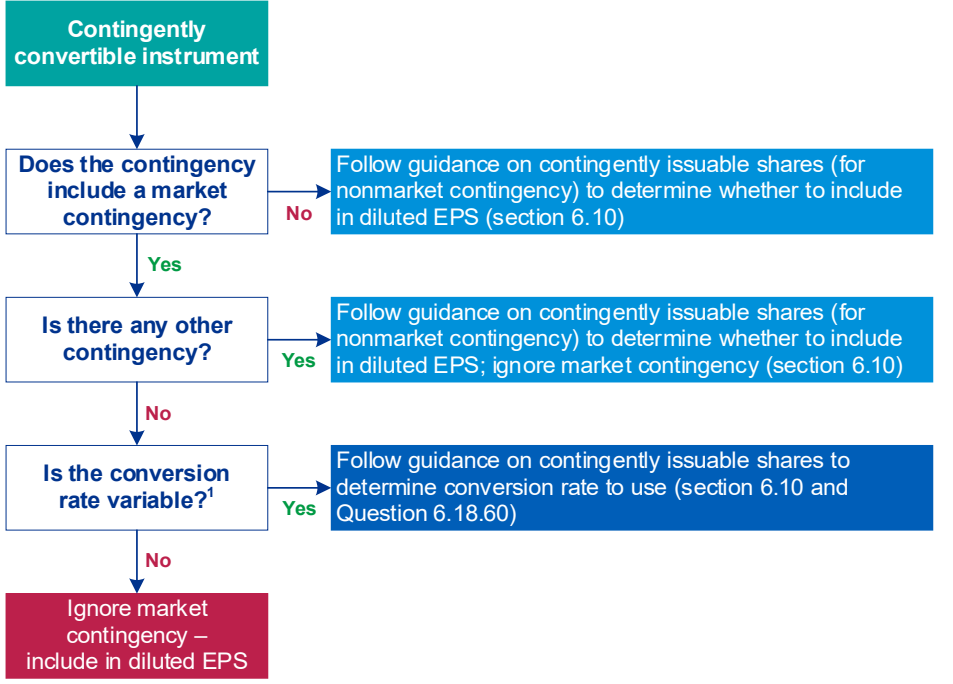 Contingently
convertible instrument
Does the contingency
include a market
contingency?
No
Follow guidance on contingently issuable shares (for
nonmarket contingency) to determine whether to include
in diluted EPS (section 6.10)
Yes
Is there any other
contingency?
Yes
Follow guidance on contingently issuable shares (for
nonmarket contingency) to determine whether to include
in diluted EPS; ignore market contingency (section 6.10)
No
Is the conversion
rate variable?¹
Yes
Follow guidance on contingently issuable shares to
determine conversion rate to use (section 6.10 and
Question 6.18.60)
No
Ignore market
contingency –
include in diluted EPS